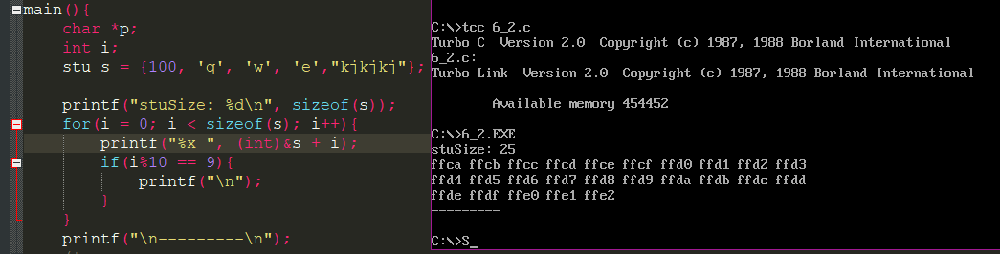 main(){
char *p;
int i;
stu s = {100, 'q', 'w', 'e',"kjkjkj"};
printf("stuSize: %d\n", sizeof(s));
for(i = 0; i < sizeof(s); i++){
printf("%x ", (int)&s + i);
if(i%10 == 9){
printf("\n");
}
}
printf("\n---------\n");
C:\>tcc 6_2.c
Turbo C  Version 2.0  Copyright (c) 1987, 1988 Borland International
6_2.c:
Turbo Link  Version 2.0  Copyright (c) 1987, 1988 Borland International
Available memory 454452
C:\>6_2.EXE
stuSize: 25
ffca ffcb ffcc ffcd ffce ffcf ffd0 ffd1 ffd2 ffd3
ffd4 ffd5 ffd6 ffd7 ffd8 ffd9 ffda ffdb ffdc ffdd
ffde ffdf ffe0 ffe1 ffe2
---------
C:\>S_